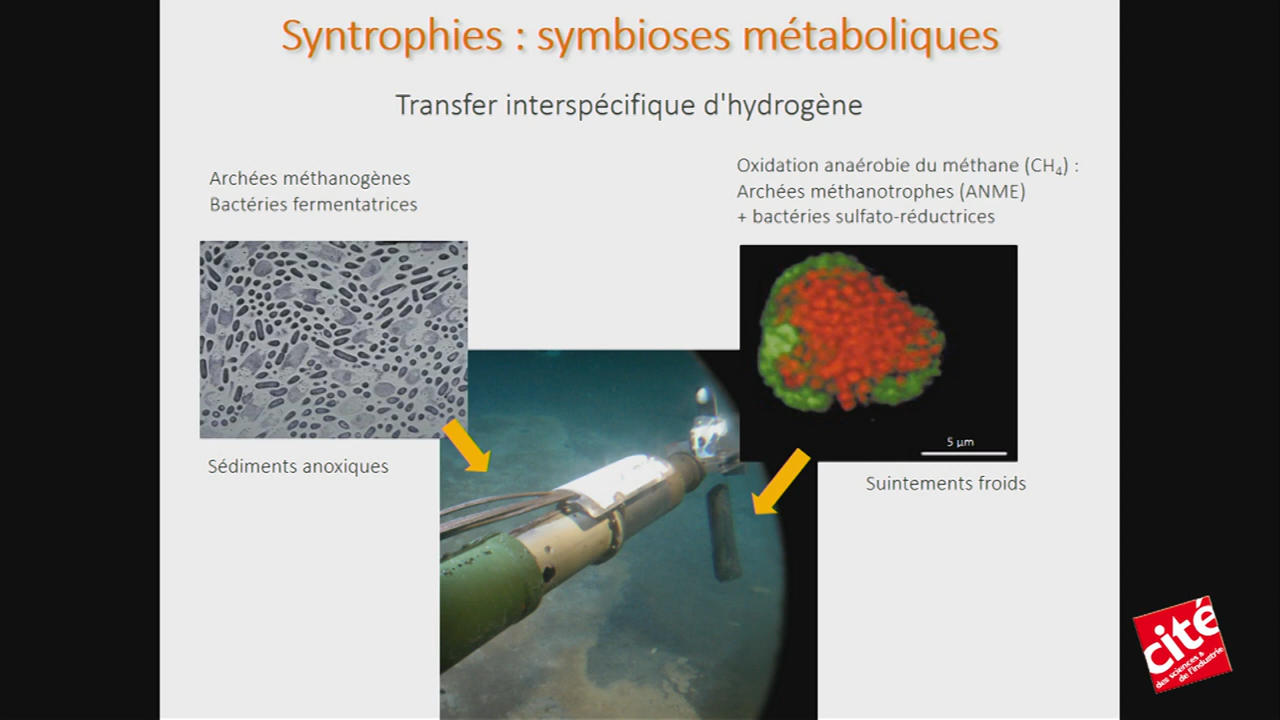 Syntrophies : symbioses métaboliques
Transfer interspécifique d'hydrogène
Archées méthanogènes
Bactéries fermentatrices
Oxidation anaérobie du méthane (CH₄) :
Archées méthanotrophes (ANME)
+ bactéries sulfato-réductrices
5 µm
Sédiments anoxiques
Suintements froids
cité
des sciences &
de l'industrie